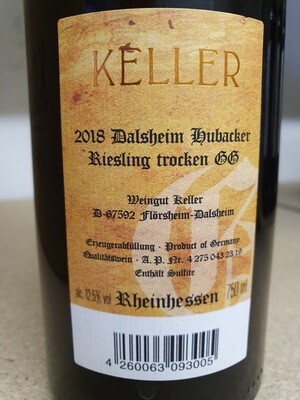 KELLER
2018 Dalsheim Hubacker
Riesling trocken GG
Weingut Keller
D-67592 Flörsheim-Dalsheim
Erzeugerabfüllung · Product of Germany
Qualitätswein · A. P. Nr. 4 275 043 23 19
Enthält Sulfite
alc. 12,5% vol Rheinhessen 750 ml
4 260063 093005